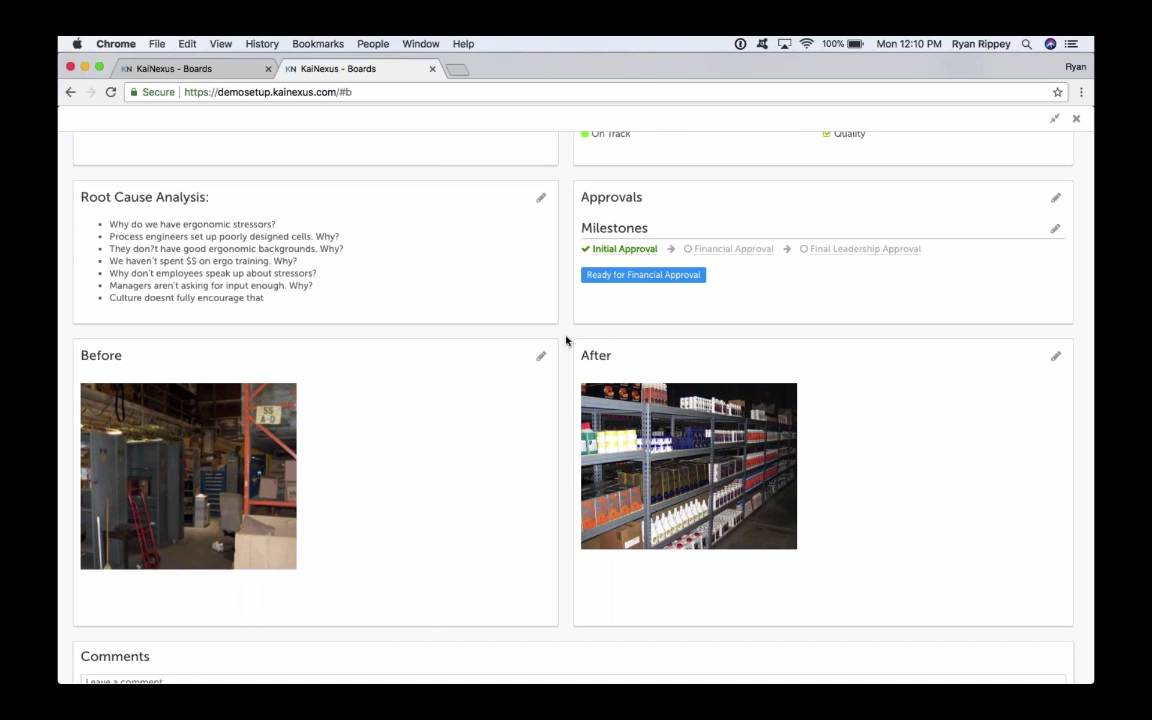 Chrome File Edit View History Bookmarks People Window Help 100% Mon 12:10 PM Ryan Rippey
KN KaiNexus - Boards KN KaiNexus - Boards Ryan
Secure https://demosetup.kainexus.com/#b
On Track Quality
Root Cause Analysis:
Why do we have ergonomic stressors?
Process engineers set up poorly designed cells. Why?
They don?t have good ergonomic backgrounds. Why?
We haven't spent $$ on ergo training. Why?
Why don't employees speak up about stressors?
Managers aren't asking for input enough. Why?
Culture doesnt fully encourage that
Approvals
Milestones
Initial Approval Financial Approval Final Leadership Approval
Ready for Financial Approval
Before
SS
A-D
After
Comments
Leave a comment